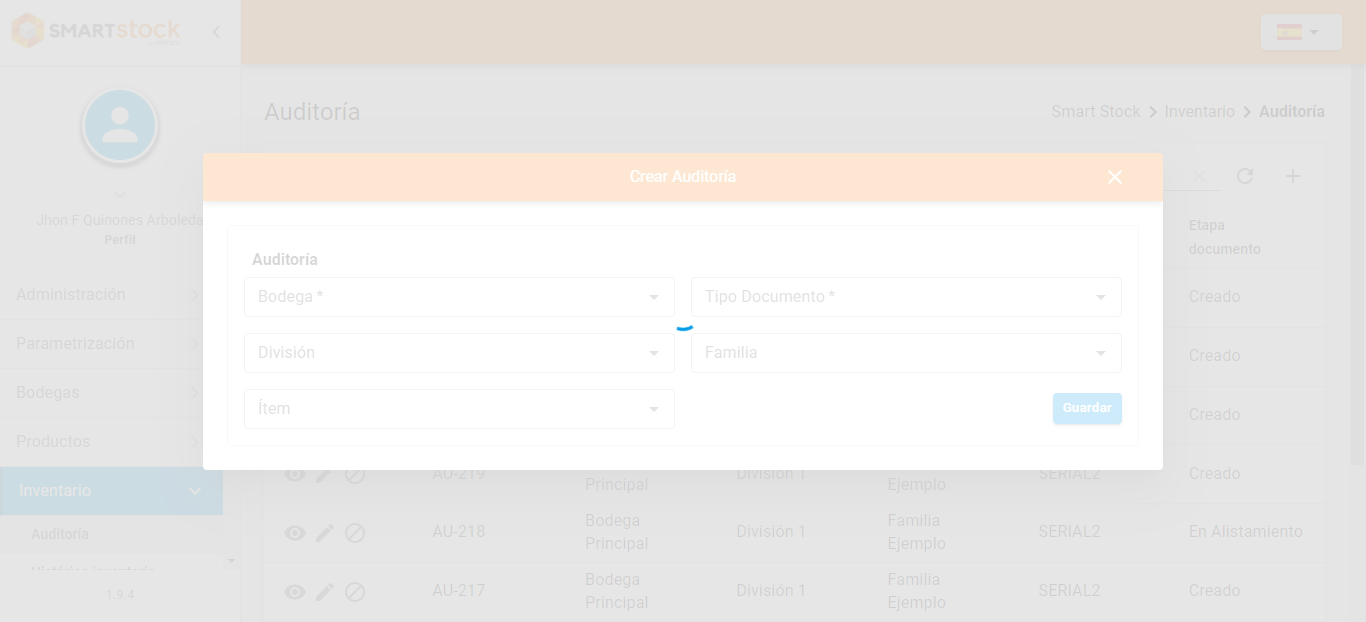 SMARTstock
Auditoría
Smart Stock
Inventario
Auditoría
Jhon F Quinones Arboleda
Perfil
Administración
Parametrización
Bodegas
Productos
Inventario
Auditoría
Histórico inventario
1.9.4
Crear Auditoría
Auditoría
Bodega *
Tipo Documento *
División
Familia
Ítem
Guardar
Etapa
documento
Creado
Creado
Creado
AU-219
Principal
División 1
Ejemplo
SERIAL2
Creado
AU-218
Bodega
Principal
División 1
Familia
Ejemplo
SERIAL2
En Alistamiento
AU-217
Bodega
Principal
División 1
Familia
Ejemplo
SERIAL2
Creado